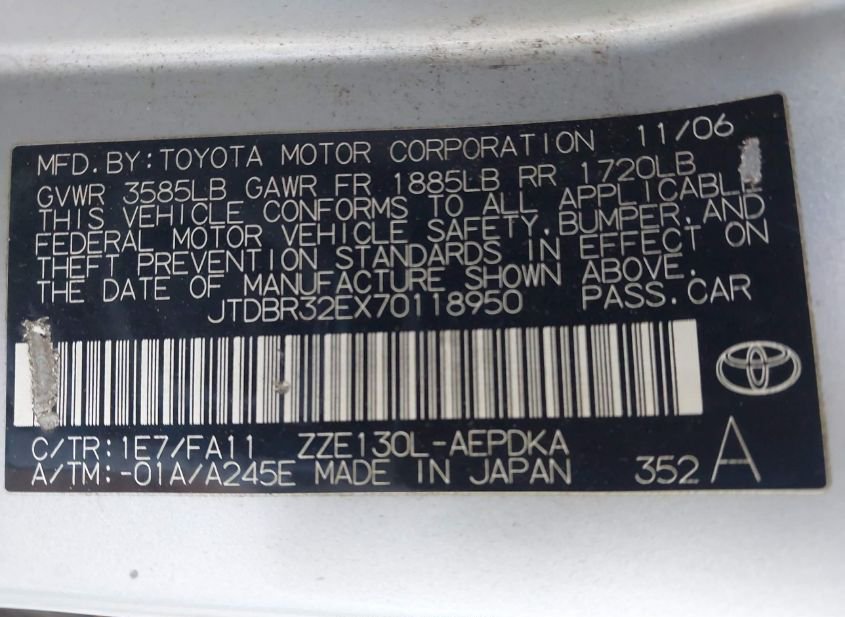 MFD.BY:TOYOTA MOTOR CORPORATION 11/06
GVWR 3585LB GAWR FR 1885LB RR 1720LB
THIS VEHICLE CONFORMS TO ALL APPLICABLE
FEDERAL MOTOR VEHICLE SAFETY,BUMPER,AND
THEFT PREVENTION STANDARDS IN EFFECT ON
THE DATE OF MANUFACTURE SHOWN ABOVE.
JTDBR32EX70118950 PASS.CAR
C/TR:1E7/FA11 ZZE130L-AEPDKA
A/TM:-01A/A245E MADE IN JAPAN 352 A